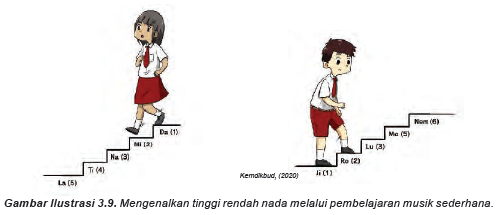 Da (1)
Mi (2)
Na (3)
Ti (4)
La (5)
Nem (6)
Mo (5)
Lu (3)
Ro (2)
Ji (1)
Kemdikbud, (2020)
Gambar Ilustrasi 3.9. Mengenalkan tinggi rendah nada melalui pembelajaran musik sederhana.